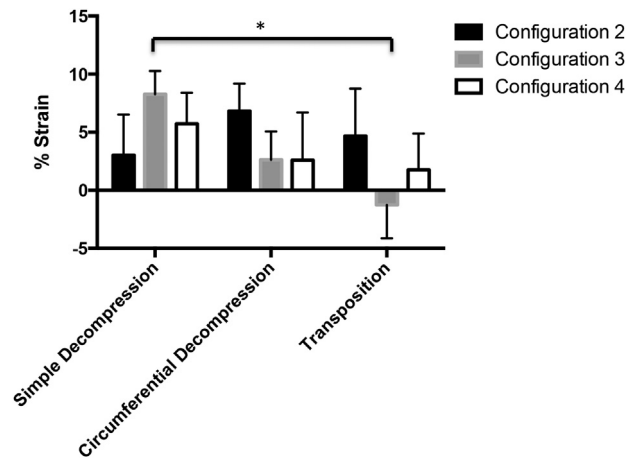 15
*
Configuration 2
Configuration 3
Configuration 4
10
% Strain
5
0
-5
Simple Decompression
Circumferential Decompression
Transposition